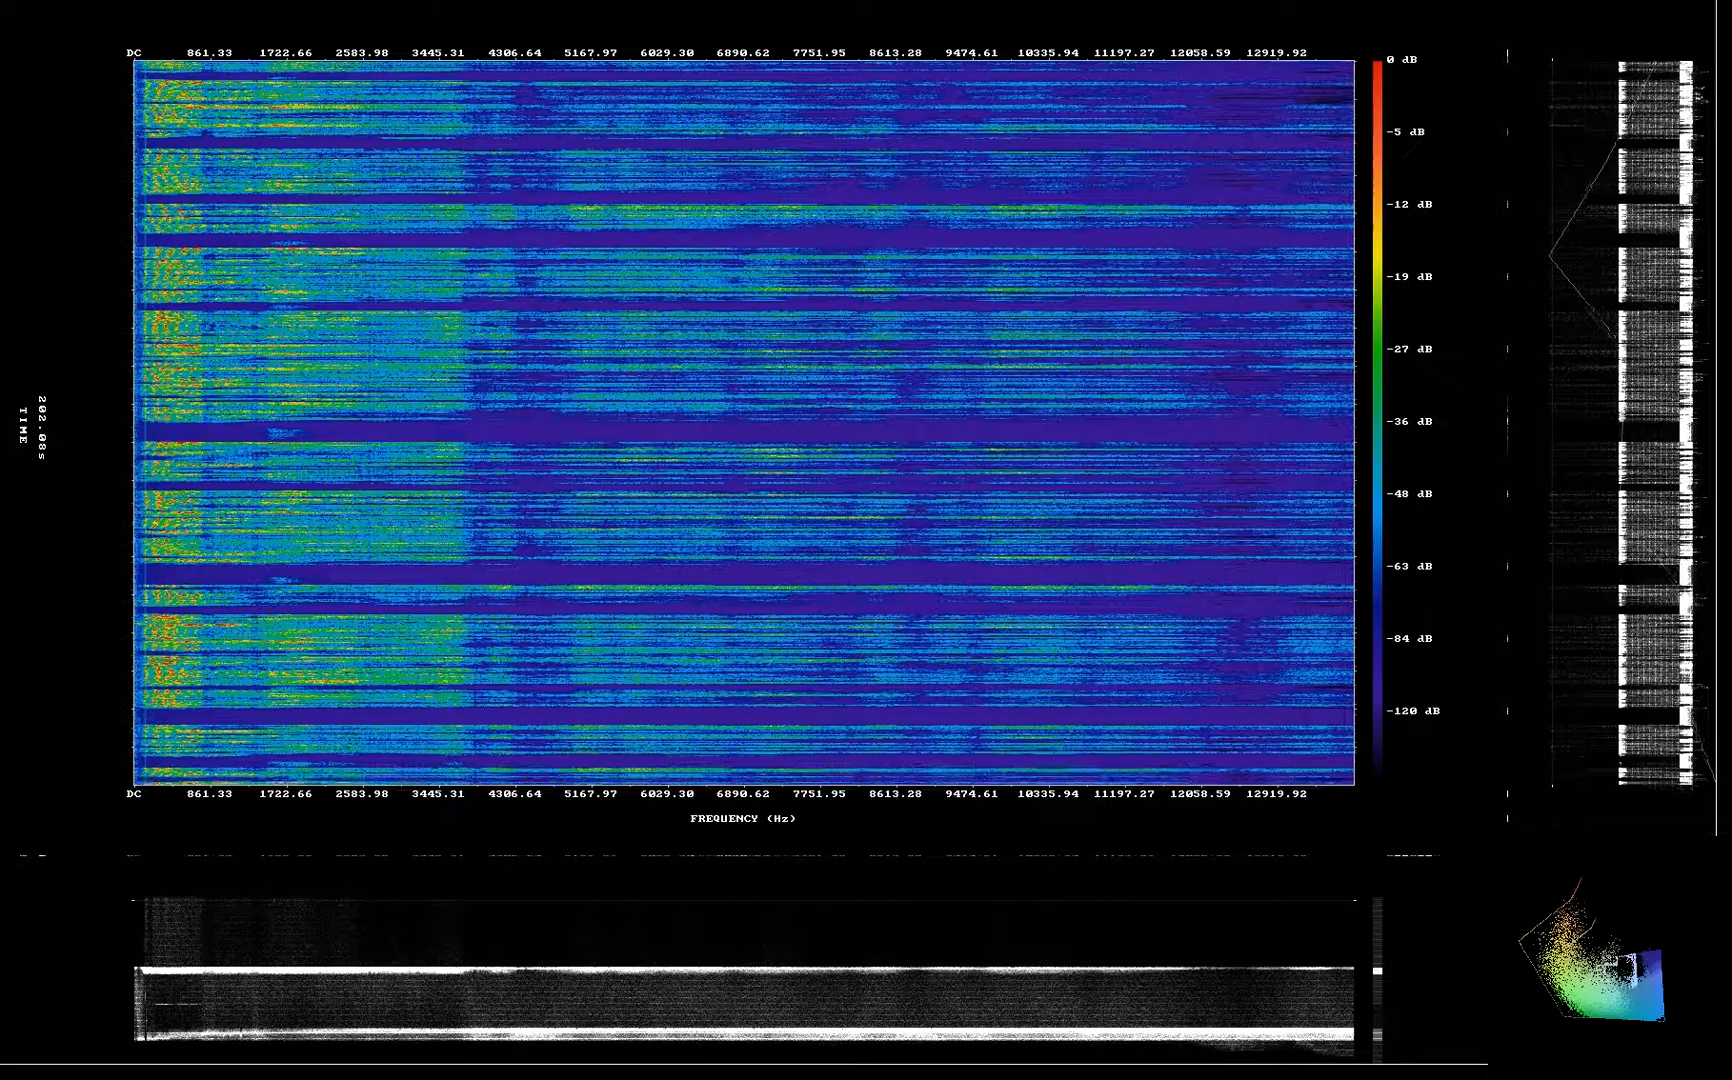 DC 861.33 1722.66 2583.98 3445.31 4306.64 5167.97 6029.30 6890.62 7751.95 8613.28 9474.61 10335.94 11197.27 12058.59 12919.92
0 dB
-5 dB
-12 dB
-19 dB
-27 dB
-36 dB
-48 dB
-63 dB
-84 dB
-120 dB
TIME
202.08s
DC 861.33 1722.66 2583.98 3445.31 4306.64 5167.97 6029.30 6890.62 7751.95 8613.28 9474.61 10335.94 11197.27 12058.59 12919.92
FREQUENCY (Hz)